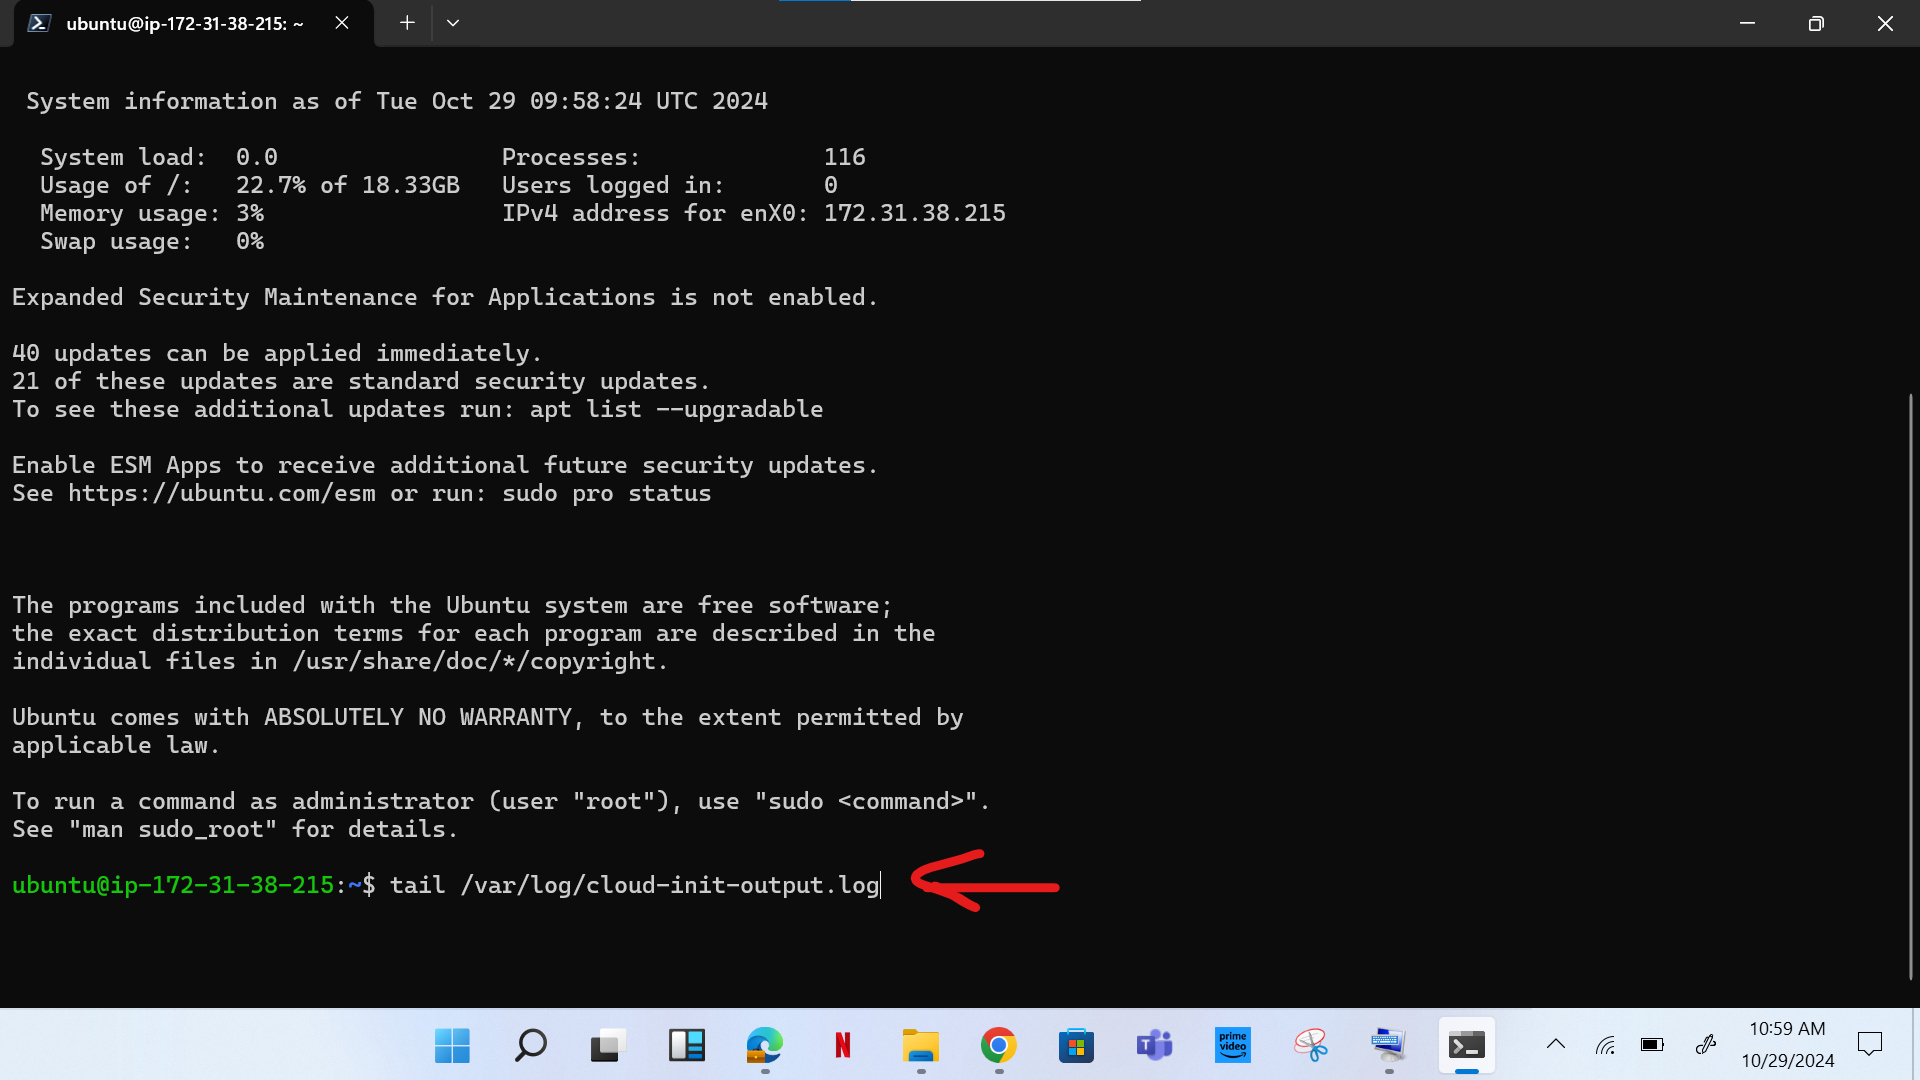 ubuntu@ip-172-31-38-215: ~
System information as of Tue Oct 29 09:58:24 UTC 2024
System load:  0.0                Processes:             116
Usage of /:   22.7% of 18.33GB   Users logged in:       0
Memory usage: 3%                 IPv4 address for enX0: 172.31.38.215
Swap usage:   0%
Expanded Security Maintenance for Applications is not enabled.
40 updates can be applied immediately.
21 of these updates are standard security updates.
To see these additional updates run: apt list --upgradable
Enable ESM Apps to receive additional future security updates.
See https://ubuntu.com/esm or run: sudo pro status
The programs included with the Ubuntu system are free software;
the exact distribution terms for each program are described in the
individual files in /usr/share/doc/*/copyright.
Ubuntu comes with ABSOLUTELY NO WARRANTY, to the extent permitted by
applicable law.
To run a command as administrator (user "root"), use "sudo <command>".
See "man sudo_root" for details.
ubuntu@ip-172-31-38-215:~$ tail /var/log/cloud-init-output.log
N
T
prime
video
10:59 AM
10/29/2024